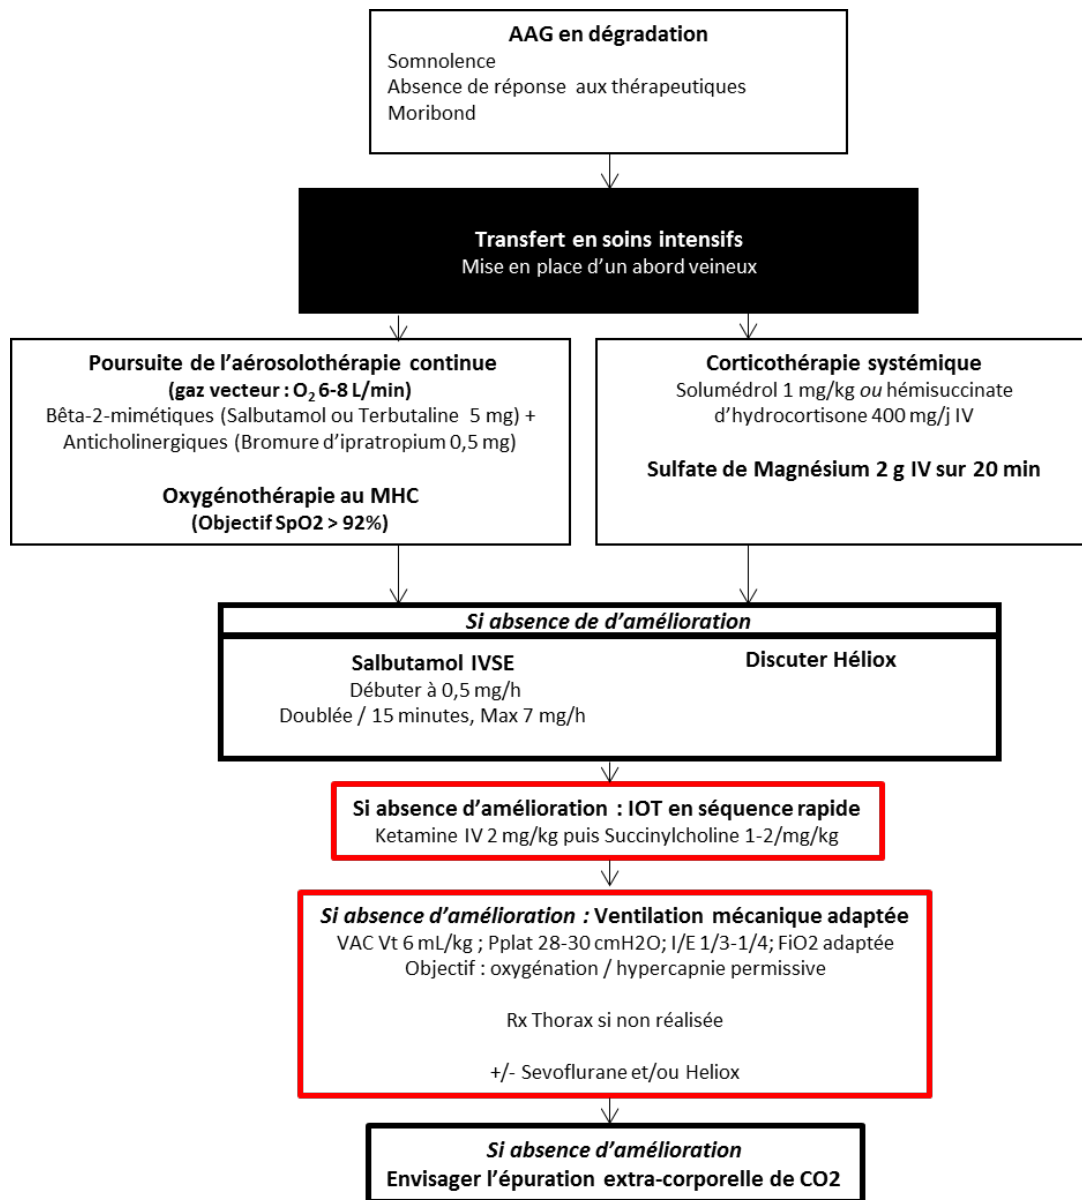 AAG en dégradation
Somnolence
Absence de réponse aux thérapeutiques
Moribond
Transfert en soins intensifs
Mise en place d'un abord veineux
Poursuite de l'aérosolothérapie continue
(gaz vecteur : O2 6-8 L/min)
Bêta-2-mimétiques (Salbutamol ou Terbutaline 5 mg) +
Anticholinergiques (Bromure d'ipratropium 0,5 mg)
Oxygénothérapie au MHC
(Objectif SpO2 > 92%)
Corticothérapie systémique
Solumédrol 1 mg/kg ou hémisuccinate
d'hydrocortisone 400 mg/j IV
Sulfate de Magnésium 2 g IV sur 20 min
Si absence de d'amélioration
Salbutamol IVSE
Débuter à 0,5 mg/h
Doublée / 15 minutes, Max 7 mg/h
Discuter Héliox
Si absence d'amélioration : IOT en séquence rapide
Ketamine IV 2 mg/kg puis Succinylcholine 1-2/mg/kg
Si absence d'amélioration : Ventilation mécanique adaptée
VAC Vt 6 mL/kg ; Pplat 28-30 cmH2O; I/E 1/3-1/4; FiO2 adaptée
Objectif : oxygénation / hypercapnie permissive
Rx Thorax si non réalisée
+/- Sevoflurane et/ou Heliox
Si absence d'amélioration
Envisager l'épuration extra-corporelle de CO2